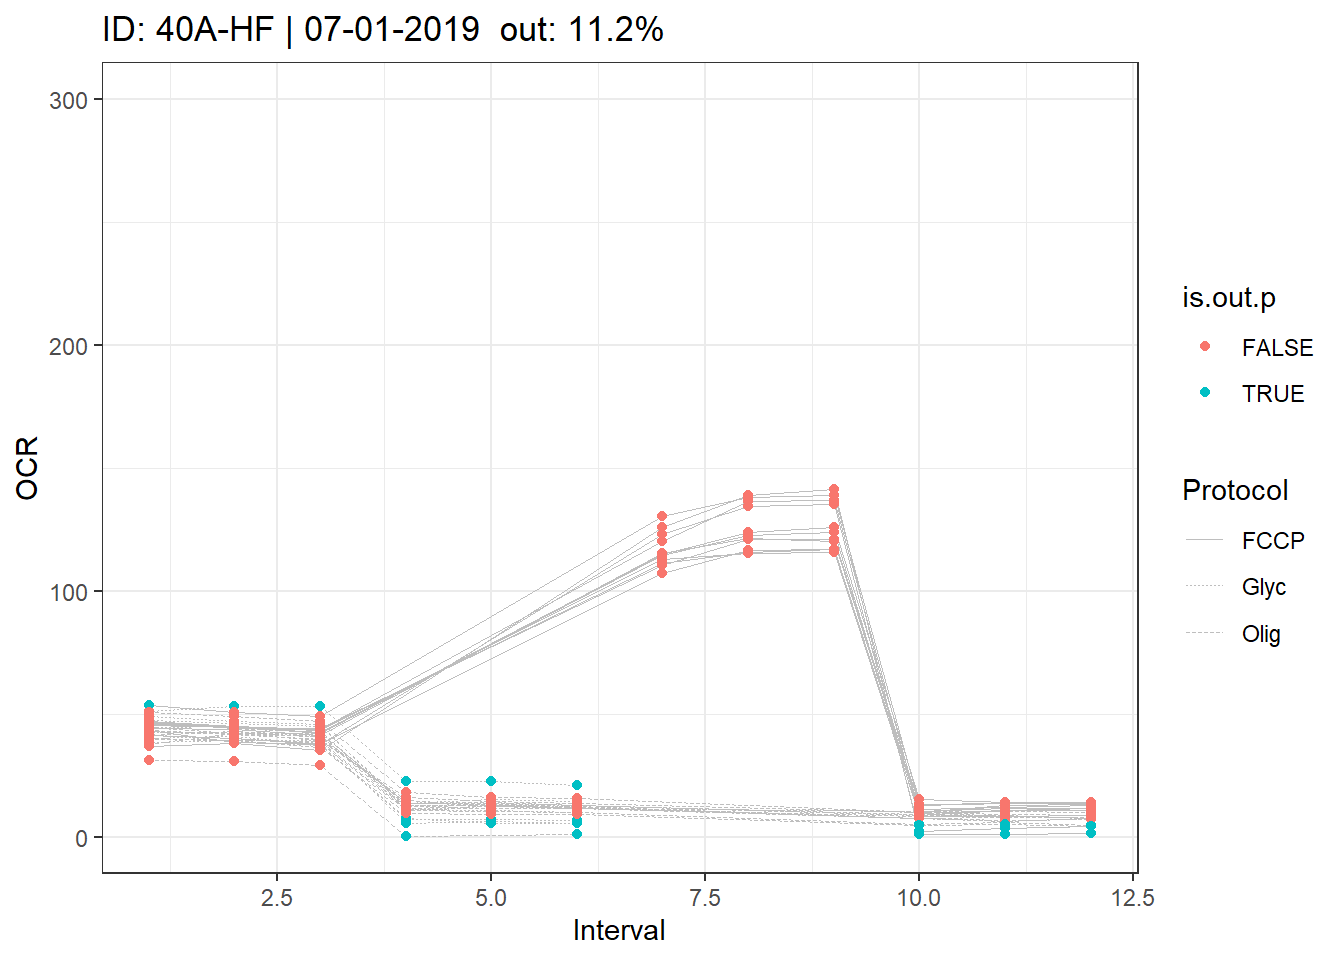 ID: 40A-HF | 07-01-2019  out: 11.2%
300
200
100
0
OCR
2.5
5.0
7.5
10.0
12.5
Interval
is.out.p
FALSE
TRUE
Protocol
FCCP
Glyc
Olig